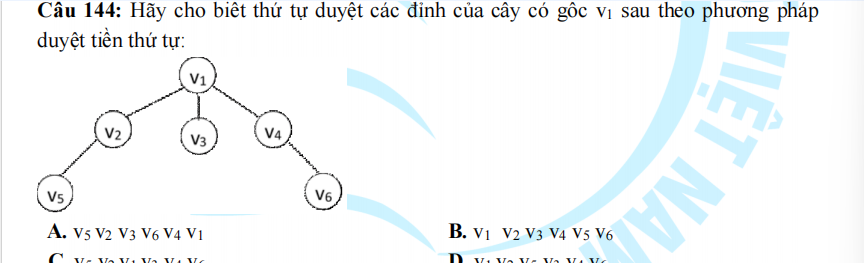 Câu 144: Hãy cho biết thứ tự duyệt các đỉnh của cây có gốc v1 sau theo phương pháp
duyệt tiền thứ tự:
V1
V2
V3
V4
V5
V6
A. V5 V2 V3 V6 V4 V1
B. V1 V2 V3 V4 V5 V6
VIỆT NAM